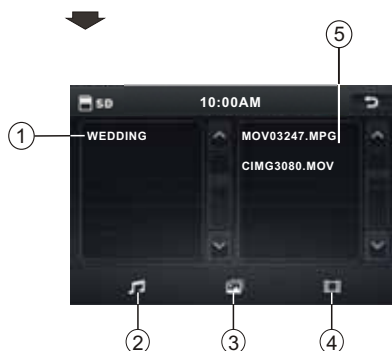 5
SD 10:00AM
1
WEDDING
MOV03247.MPG
CIMG3080.MOV
2 3 4